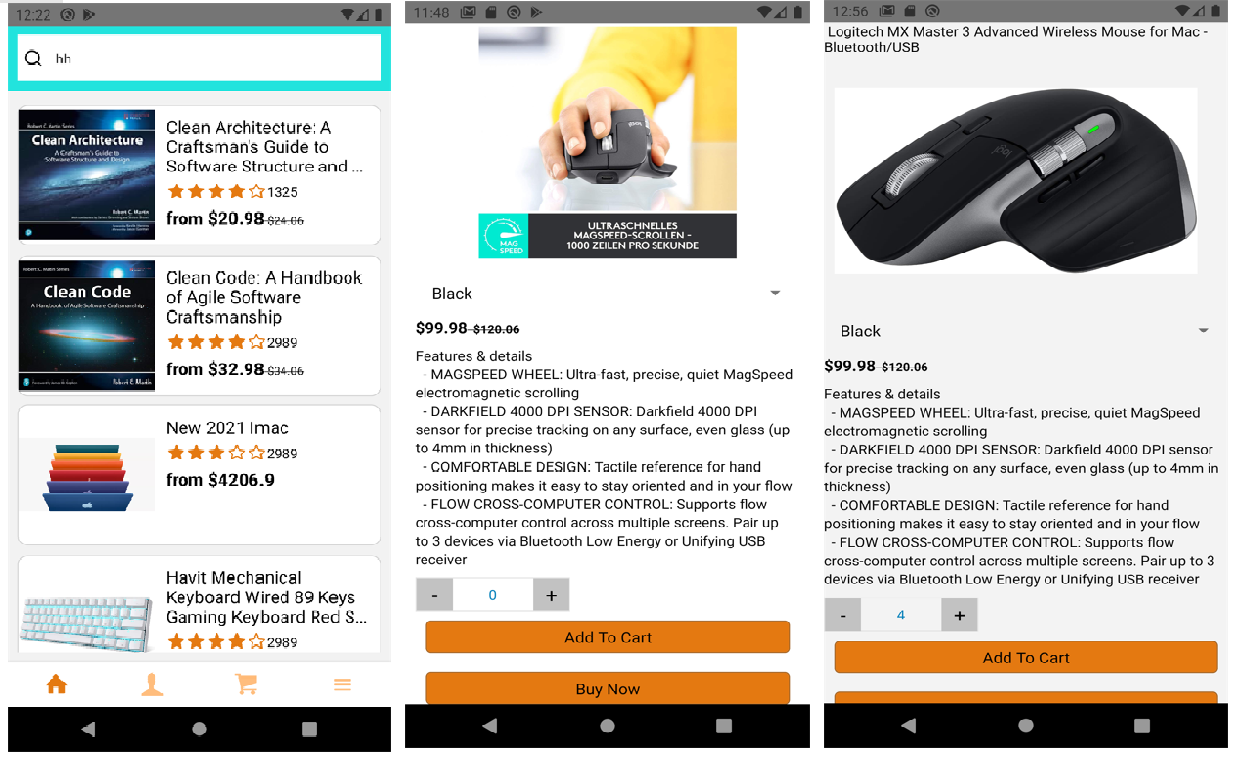 12:22
hh
Robert C. Martin Series
Clean Architecture
A Craftsman's Guide to
Software Structure and Design
Robert C. Martin
Clean Architecture: A
Craftsman's Guide to
Software Structure and ...
1325
from $20.98 $24.06
Robert C. Martin Series
Clean Code
A Handbook of Agile Software Craftsmanship
Robert C. Martin
Clean Code: A Handbook
of Agile Software
Craftsmanship
2989
from $32.98 $34.06
New 2021 Imac
2989
from $4206.9
Havit Mechanical
Keyboard Wired 89 Keys
Gaming Keyboard Red S...
2989
11:48
logi
MAG
SPEED
ULTRASCHNELLES
MAGSPEED-SCROLLEN –
1000 ZEILEN PRO SEKUNDE
Black
$99.98 $120.06
Features & details
- MAGSPEED WHEEL: Ultra-fast, precise, quiet MagSpeed
electromagnetic scrolling
- DARKFIELD 4000 DPI SENSOR: Darkfield 4000 DPI
sensor for precise tracking on any surface, even glass (up
to 4mm in thickness)
- COMFORTABLE DESIGN: Tactile reference for hand
positioning makes it easy to stay oriented and in your flow
- FLOW CROSS-COMPUTER CONTROL: Supports flow
cross-computer control across multiple screens. Pair up
to 3 devices via Bluetooth Low Energy or Unifying USB
receiver
- 0 +
Add To Cart
Buy Now
12:56
Logitech MX Master 3 Advanced Wireless Mouse for Mac -
Bluetooth/USB
logi
Black
$99.98 $120.06
Features & details
- MAGSPEED WHEEL: Ultra-fast, precise, quiet MagSpeed
electromagnetic scrolling
- DARKFIELD 4000 DPI SENSOR: Darkfield 4000 DPI sensor
for precise tracking on any surface, even glass (up to 4mm in
thickness)
- COMFORTABLE DESIGN: Tactile reference for hand
positioning makes it easy to stay oriented and in your flow
- FLOW CROSS-COMPUTER CONTROL: Supports flow
cross-computer control across multiple screens. Pair up to 3
devices via Bluetooth Low Energy or Unifying USB receiver
- 4 +
Add To Cart